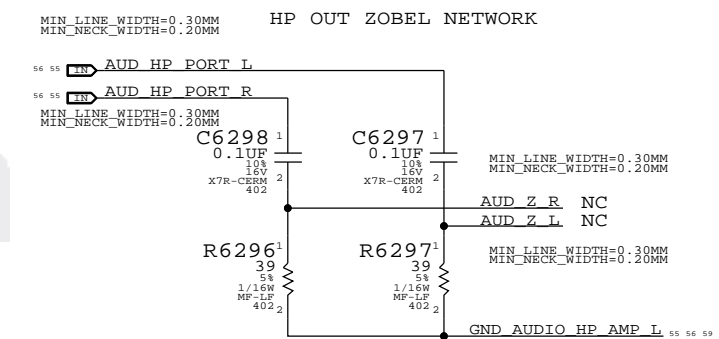 HP OUT ZOBEL NETWORK
MIN_LINE_WIDTH=0.30MM
MIN_NECK_WIDTH=0.20MM
56 55 IN AUD_HP_PORT_L
56 55 IN AUD_HP_PORT_R
MIN_LINE_WIDTH=0.30MM
MIN_NECK_WIDTH=0.20MM
C6298 1
0.1UF
10%
16V
X7R-CERM 2
402
C6297 1
0.1UF
10%
16V
X7R-CERM 2
402
MIN_LINE_WIDTH=0.30MM
MIN_NECK_WIDTH=0.20MM
AUD_Z_R NC
AUD_Z_L NC
R6296 1
39
5%
1/16W
MF-LF
402 2
R6297 1
39
5%
1/16W
MF-LF
402 2
MIN_LINE_WIDTH=0.30MM
MIN_NECK_WIDTH=0.20MM
GND_AUDIO_HP_AMP_L 55 56 59